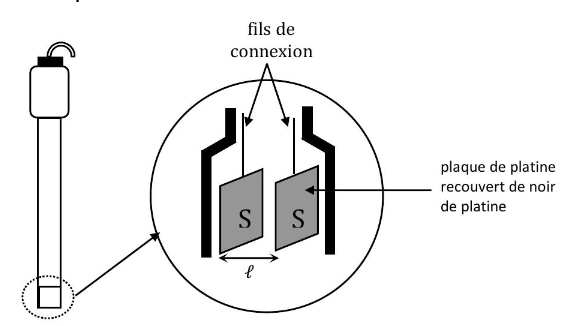 fils de
connexion
plaque de platine
recouvert de noir
de platine
S
S
ℓ